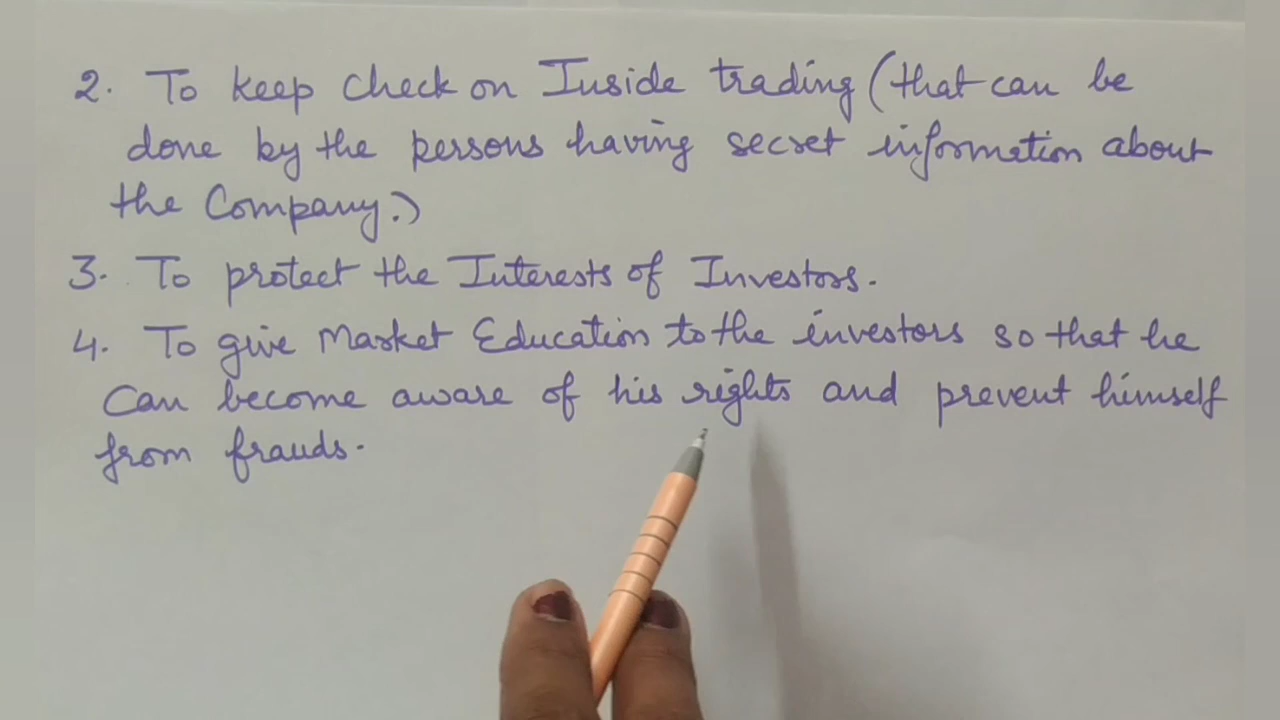 2. To keep check on Inside trading (that can be
done by the persons having secret information about
the Company.)
3. To protect the Interests of Investors.
4. To give Market Education to the investors so that he
can become aware of his rights and prevent himself
from frauds.